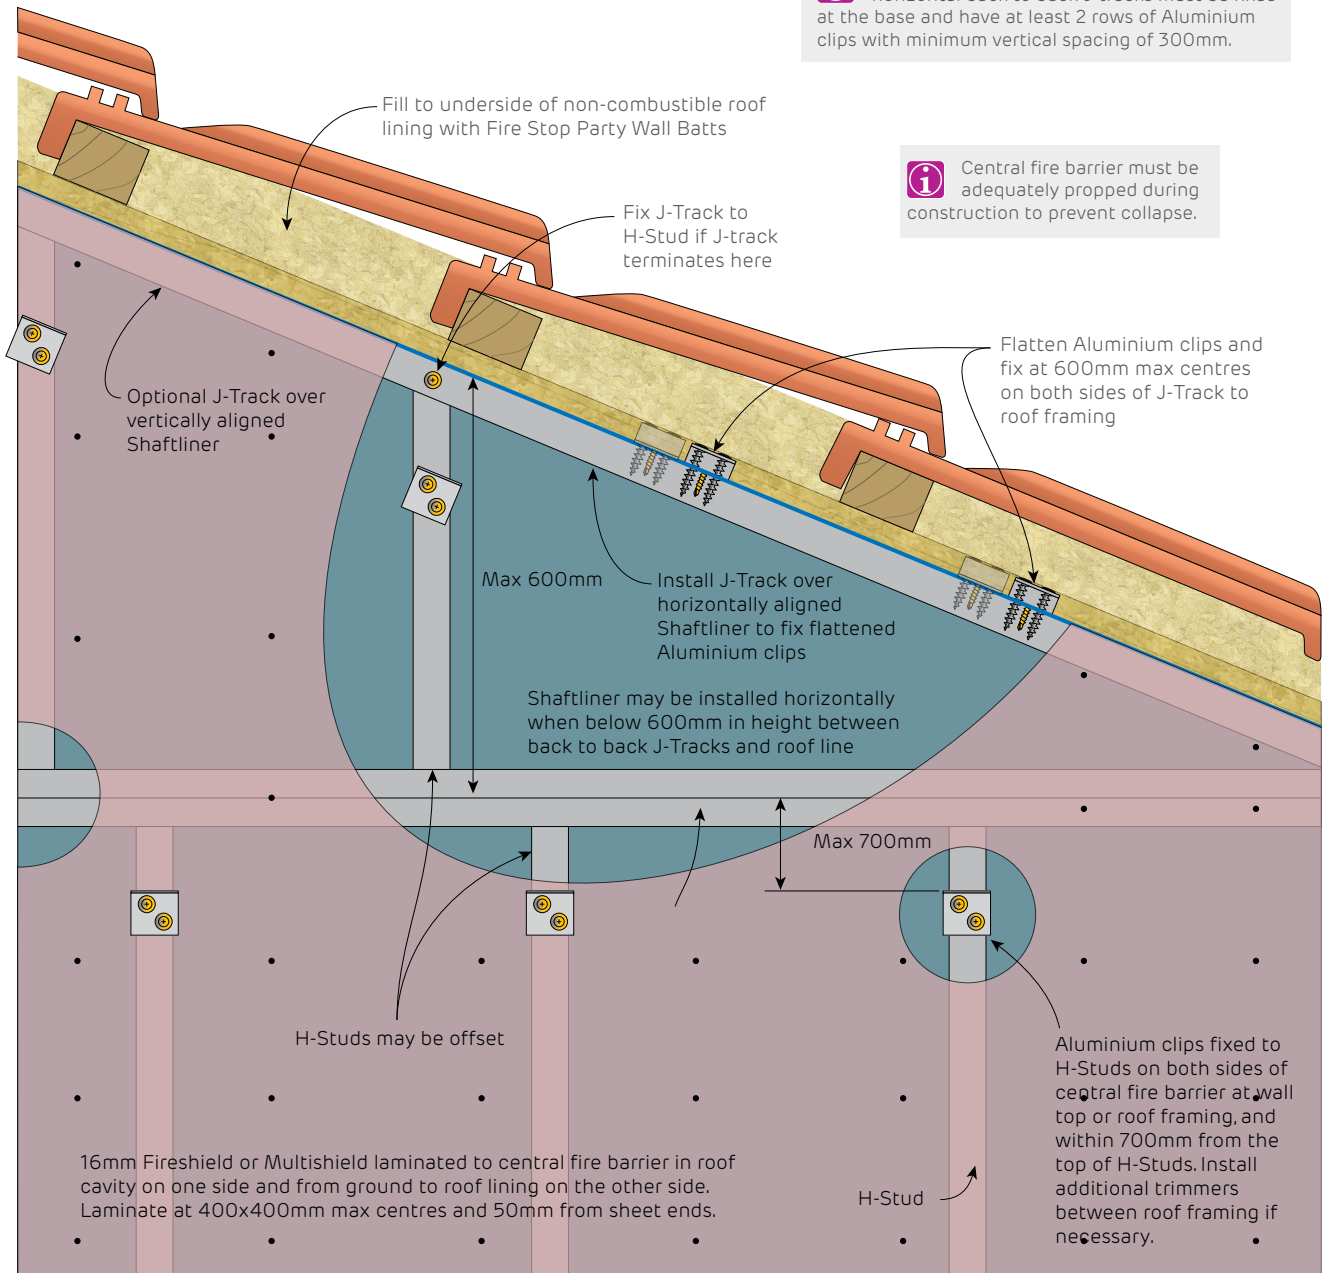 at the base and have at least 2 rows of Aluminium
clips with minimum vertical spacing of 300mm.
Fill to underside of non-combustible roof
lining with Fire Stop Party Wall Batts
Central fire barrier must be
adequately propped during
construction to prevent collapse.
Fix J-Track to
H-Stud if J-track
terminates here
Flatten Aluminium clips and
fix at 600mm max centres
on both sides of J-Track to
roof framing
Optional J-Track over
vertically aligned
Shaftliner
Max 600mm
Install J-Track over
horizontally aligned
Shaftliner to fix flattened
Aluminium clips
Shaftliner may be installed horizontally
when below 600mm in height between
back to back J-Tracks and roof line
Max 700mm
H-Studs may be offset
Aluminium clips fixed to
H-Studs on both sides of
central fire barrier at wall
top or roof framing, and
within 700mm from the
top of H-Studs. Install
additional trimmers
between roof framing if
necessary.
16mm Fireshield or Multishield laminated to central fire barrier in roof
cavity on one side and from ground to roof lining on the other side.
Laminate at 400x400mm max centres and 50mm from sheet ends.
H-Stud